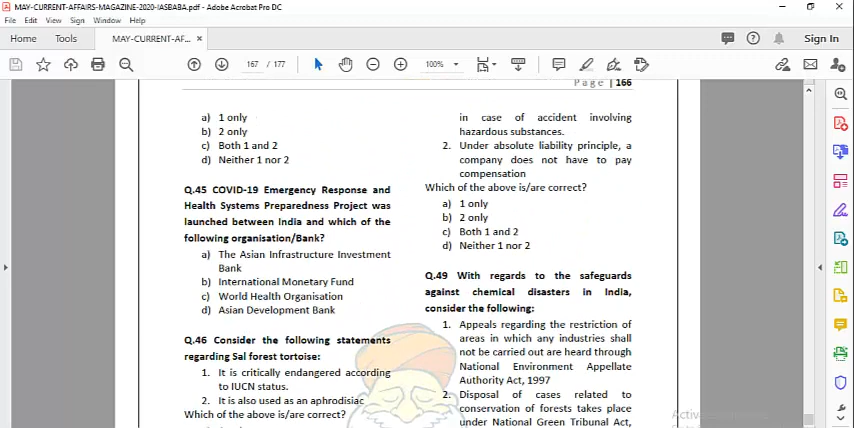 MAY-CURRENT-AFFAIRS-MAGAZINE-2020-IASBABA.pdf - Adobe Acrobat Pro DC
File Edit View Sign Window Help
Home Tools MAY-CURRENT-AF... × Sign In
167 / 177 100%
Page | 166
a) 1 only
b) 2 only
c) Both 1 and 2
d) Neither 1 nor 2
Q.45 COVID-19 Emergency Response and
Health Systems Preparedness Project was
launched between India and which of the
following organisation/Bank?
a) The Asian Infrastructure Investment
Bank
b) International Monetary Fund
c) World Health Organisation
d) Asian Development Bank
Q.46 Consider the following statements
regarding Sal forest tortoise:
1. It is critically endangered according
to IUCN status.
2. It is also used as an aphrodisiac
Which of the above is/are correct?
in case of accident involving
hazardous substances.
2. Under absolute liability principle, a
company does not have to pay
compensation
Which of the above is/are correct?
a) 1 only
b) 2 only
c) Both 1 and 2
d) Neither 1 nor 2
Q.49 With regards to the safeguards
against chemical disasters in India,
consider the following:
1. Appeals regarding the restriction of
areas in which any industries shall
not be carried out are heard through
National Environment Appellate
Authority Act, 1997
2. Disposal of cases related to
conservation of forests takes place
under National Green Tribunal Act,